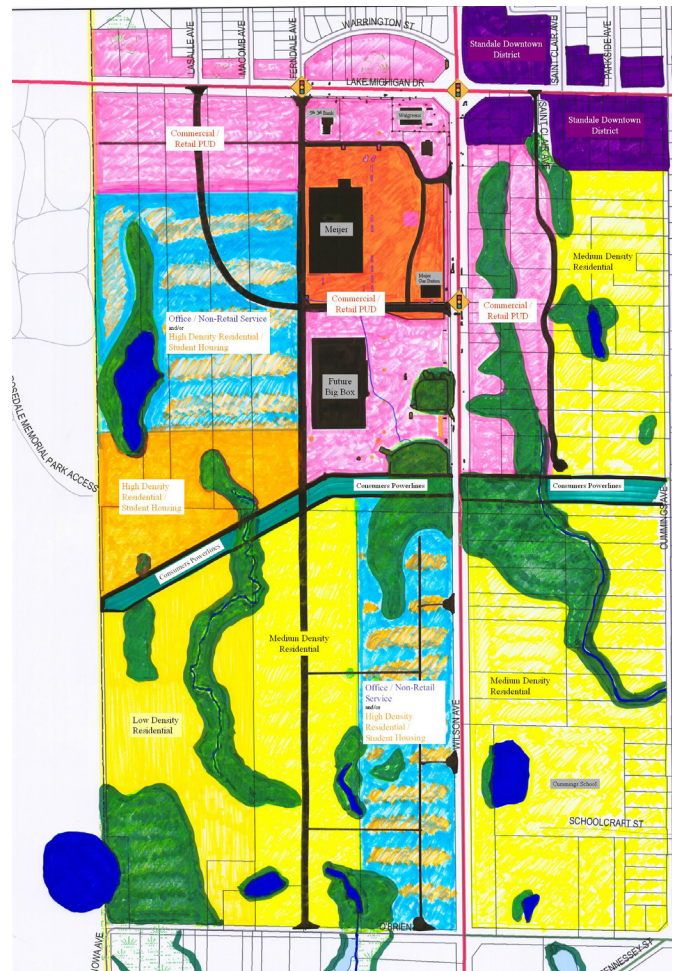 WARRINGTON ST
LASALLE AVE
MACOMB AVE
FERNDALE AVE
SAINT CLAIR AVE
PARKSIDE AVE
Standale Downtown
District
LAKE MICHIGAN DR
Walgreens
SAINT CLAIR AVE
Standale Downtown
District
Commercial /
Retail PUD
Meijer
Medium Density
Residential
Meijer
Gas Station
Commercial /
Retail PUD
Commercial /
Retail PUD
Office / Non-Retail Service
and/or
High Density Residential /
Student Housing
Future
Big Box
ROSEDALE MEMORIAL PARK ACCESS
High Density
Residential /
Student Housing
Consumers Powerlines
Consumers Powerlines
CUMMINGS AVE
Consumers Powerlines
Medium Density
Residential
Office / Non-Retail
Service
and/or
High Density
Residential /
Student Housing
Medium Density
Residential
WILSON AVE
Low Density
Residential
Cummings School
SCHOOLCRAFT ST
O'BRIEN
IOWA AVE
TENNESSEY ST